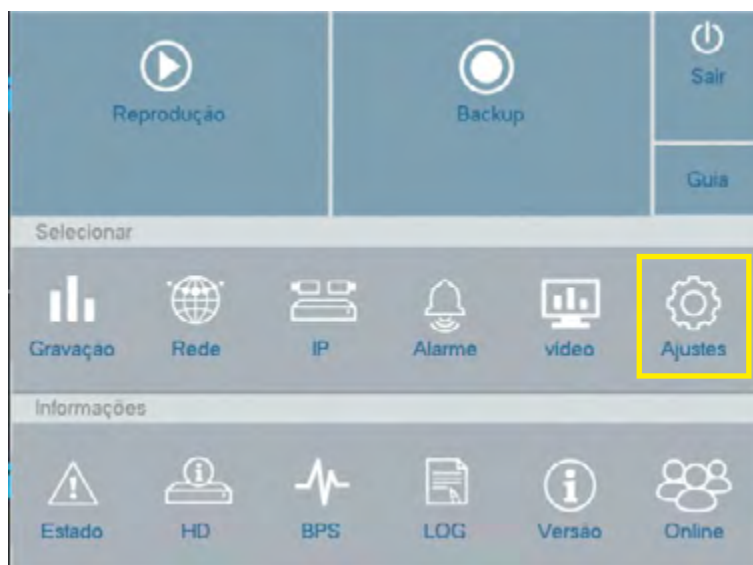 Reprodução
Backup
Sair
Guia
Selecionar
Gravação
Rede
IP
Alarme
vídeo
Ajustes
Informações
Estado
HD
BPS
LOG
Versão
Online